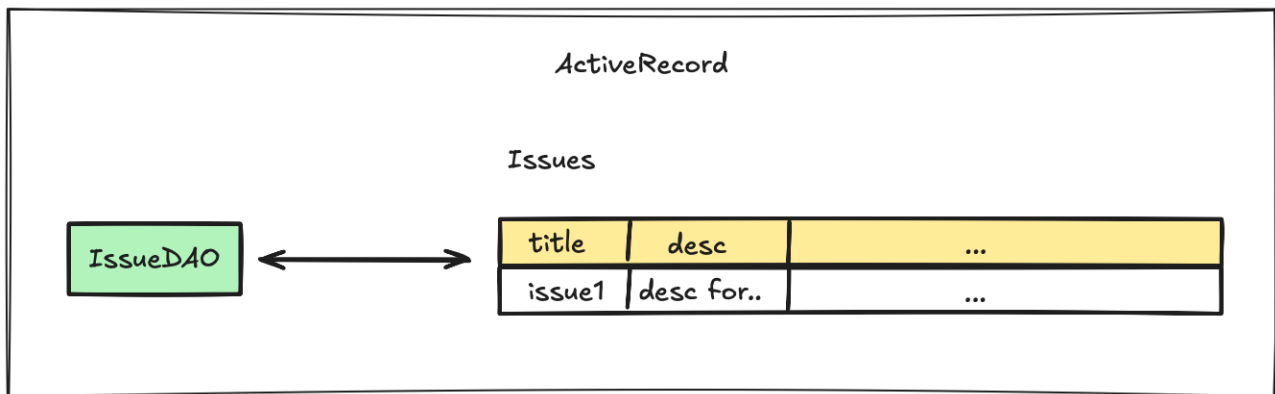 ActiveRecord
Issues
IssueDAO
title desc ...
issue1 desc for.. ...